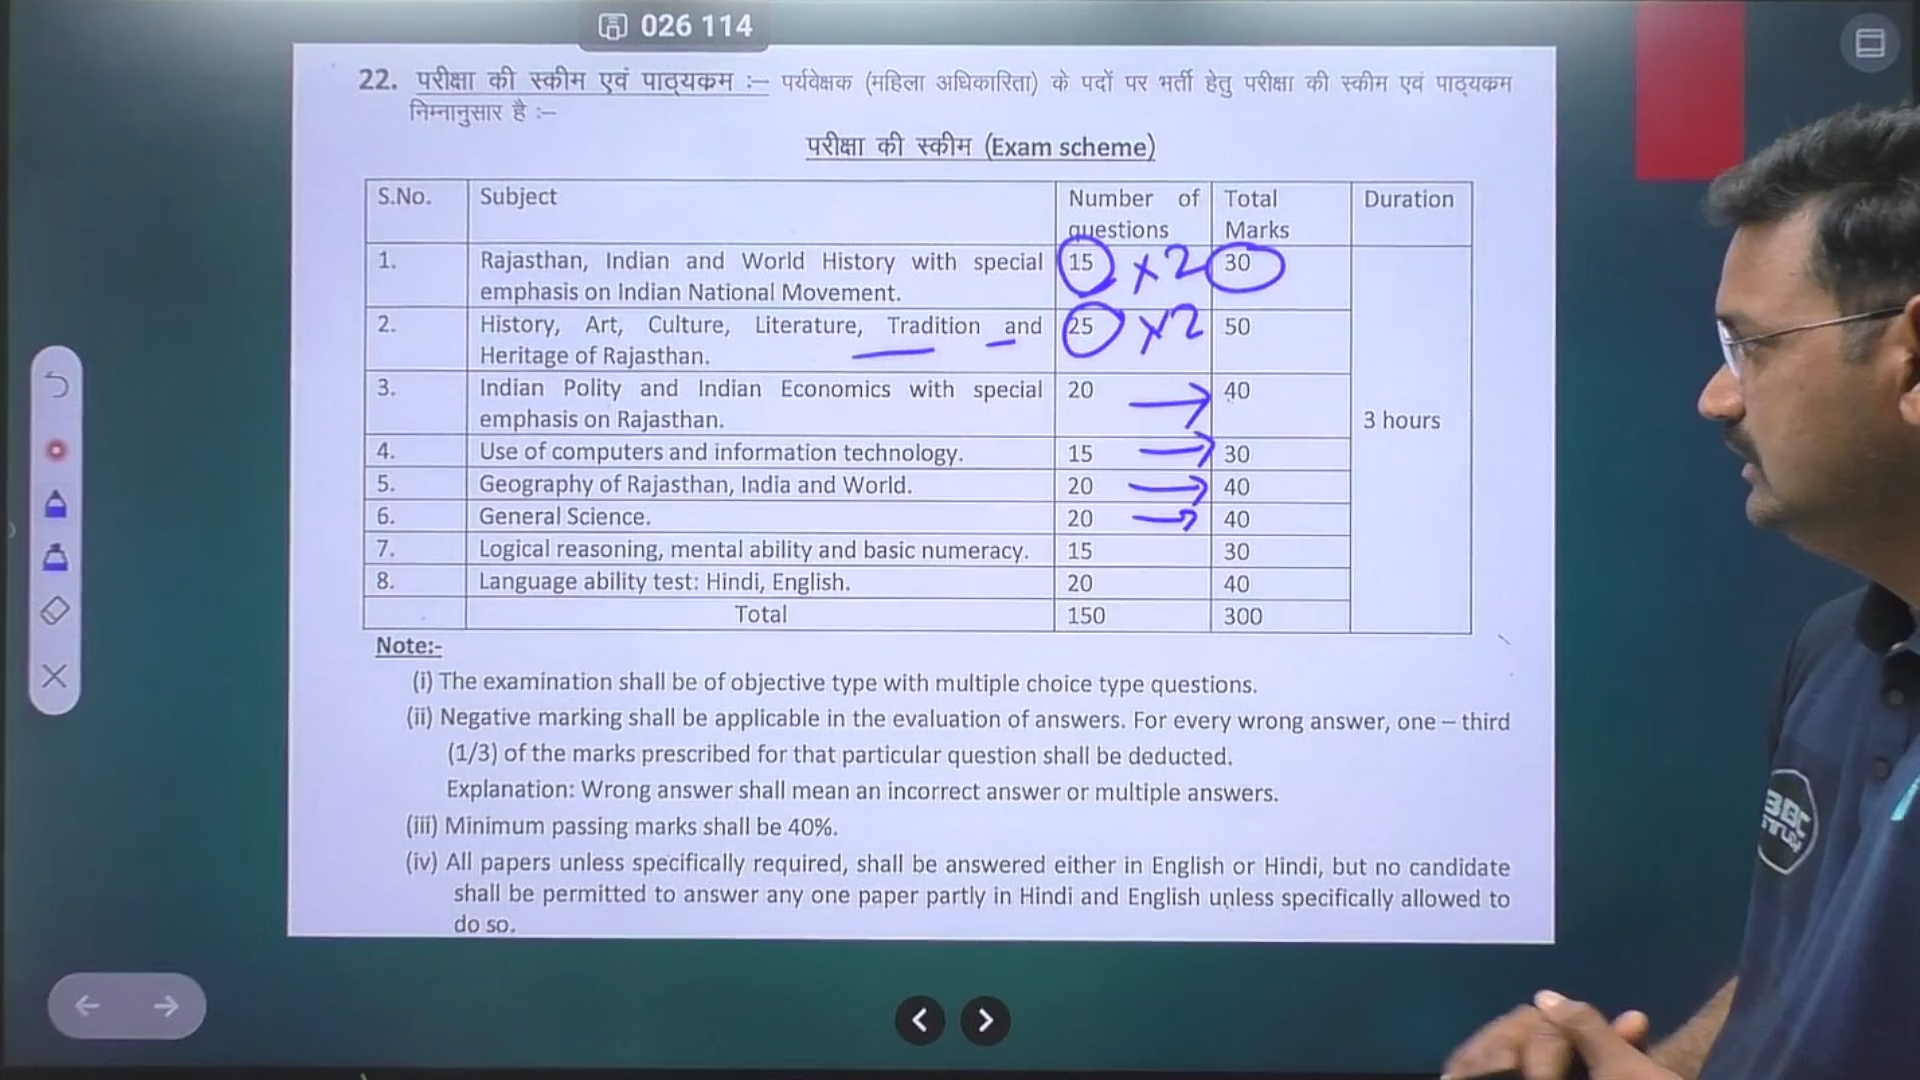 026 114
22. परीक्षा की स्कीम एवं पाठ्यकम :— पर्यवेक्षक (महिला अधिकारिता) के पदों पर भर्ती हेतु परीक्षा की स्कीम एवं पाठ्यकम
निम्नानुसार है :—
परीक्षा की स्कीम (Exam scheme)
S.No. Subject Number of questions Total Marks Duration
1. Rajasthan, Indian and World History with special 15 ×2 30
emphasis on Indian National Movement.
2. History, Art, Culture, Literature, Tradition and 25 ×2 50
Heritage of Rajasthan.
3. Indian Polity and Indian Economics with special 20 → 40
emphasis on Rajasthan.
3 hours
4. Use of computers and information technology. 15 → 30
5. Geography of Rajasthan, India and World. 20 → 40
6. General Science. 20 → 40
7. Logical reasoning, mental ability and basic numeracy. 15 30
8. Language ability test: Hindi, English. 20 40
Total 150 300
Note:-
(i) The examination shall be of objective type with multiple choice type questions.
(ii) Negative marking shall be applicable in the evaluation of answers. For every wrong answer, one – third
(1/3) of the marks prescribed for that particular question shall be deducted.
Explanation: Wrong answer shall mean an incorrect answer or multiple answers.
(iii) Minimum passing marks shall be 40%.
(iv) All papers unless specifically required, shall be answered either in English or Hindi, but no candidate
shall be permitted to answer any one paper partly in Hindi and English unless specifically allowed to
do so.